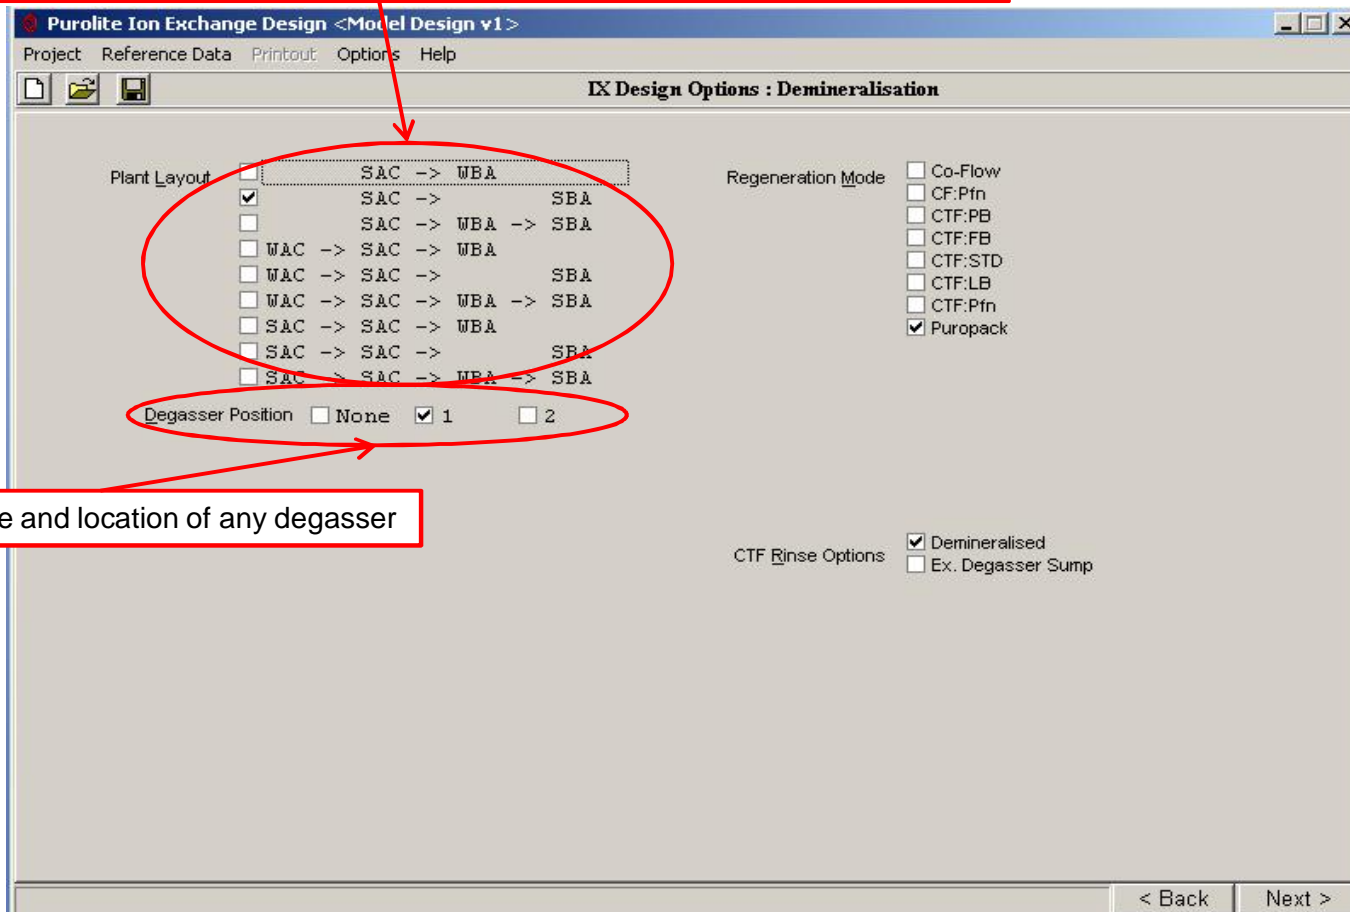 Purolite Ion Exchange Design <Model Design v1>
Project Reference Data Printout Options Help
IX Design Options : Demineralisation
Plant Layout
SAC -> WBA
SAC -> SBA
SAC -> WBA -> SBA
WAC -> SAC -> WBA
WAC -> SAC -> SBA
WAC -> SAC -> WBA -> SBA
SAC -> SAC -> WBA
SAC -> SAC -> SBA
SAC -> SAC -> WBA -> SBA
Degasser Position None 1 2
Regeneration Mode
Co-Flow
CF:Pfn
CTF:PB
CTF:FB
CTF:STD
CTF:LB
CTF:Pfn
Puropack
e and location of any degasser
CTF Rinse Options
Demineralised
Ex. Degasser Sump
< Back Next >